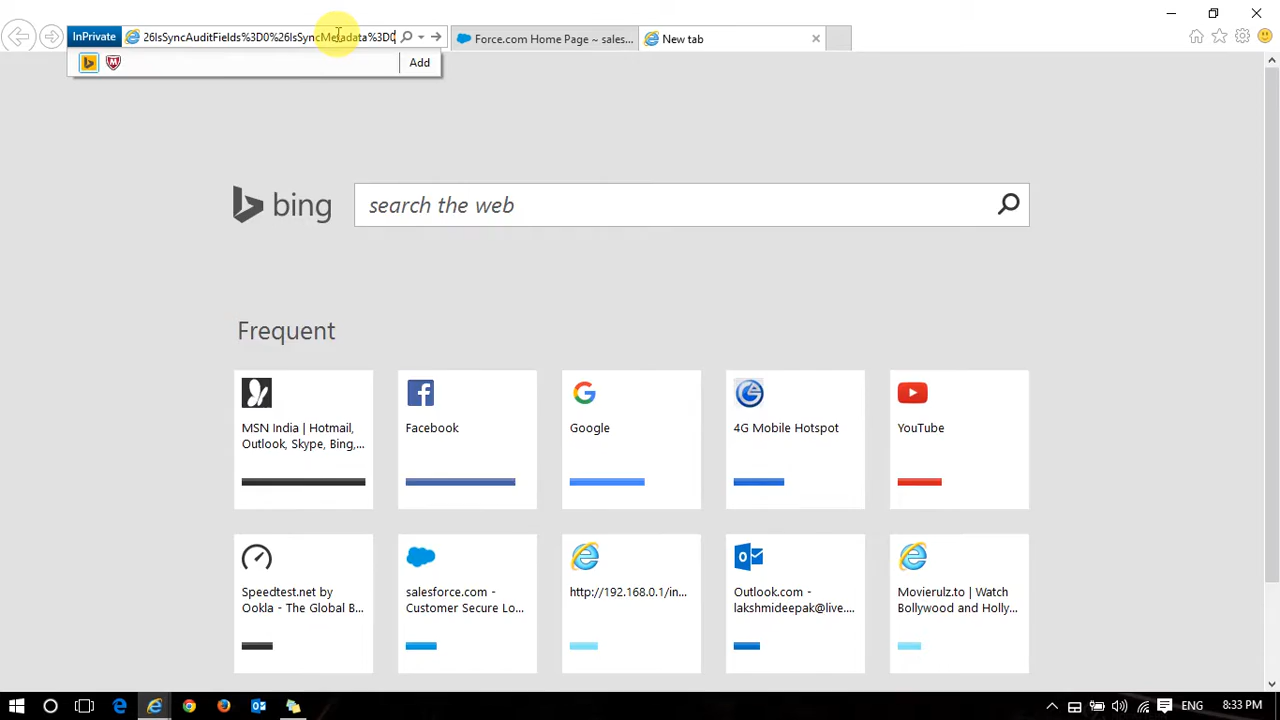 InPrivate
26IsSyncAuditFields%3D0%26IsSyncMetadata%3D0
Force.com Home Page ~ sales...
New tab
Add
bing
search the web
Frequent
MSN India | Hotmail,
Outlook, Skype, Bing,...
Facebook
Google
4G Mobile Hotspot
YouTube
Speedtest.net by
Ookla - The Global B...
salesforce.com -
Customer Secure Lo...
http://192.168.0.1/in...
Outlook.com -
lakshmideepak@live....
Movierulz.to | Watch
Bollywood and Holly...
ENG
8:33 PM